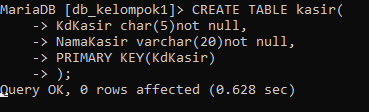 MariaDB [db_kelompok1]> CREATE TABLE kasir(
    -> KdKasir char(5)not null,
    -> NamaKasir varchar(20)not null,
    -> PRIMARY KEY(KdKasir)
    -> );
Query OK, 0 rows affected (0.628 sec)